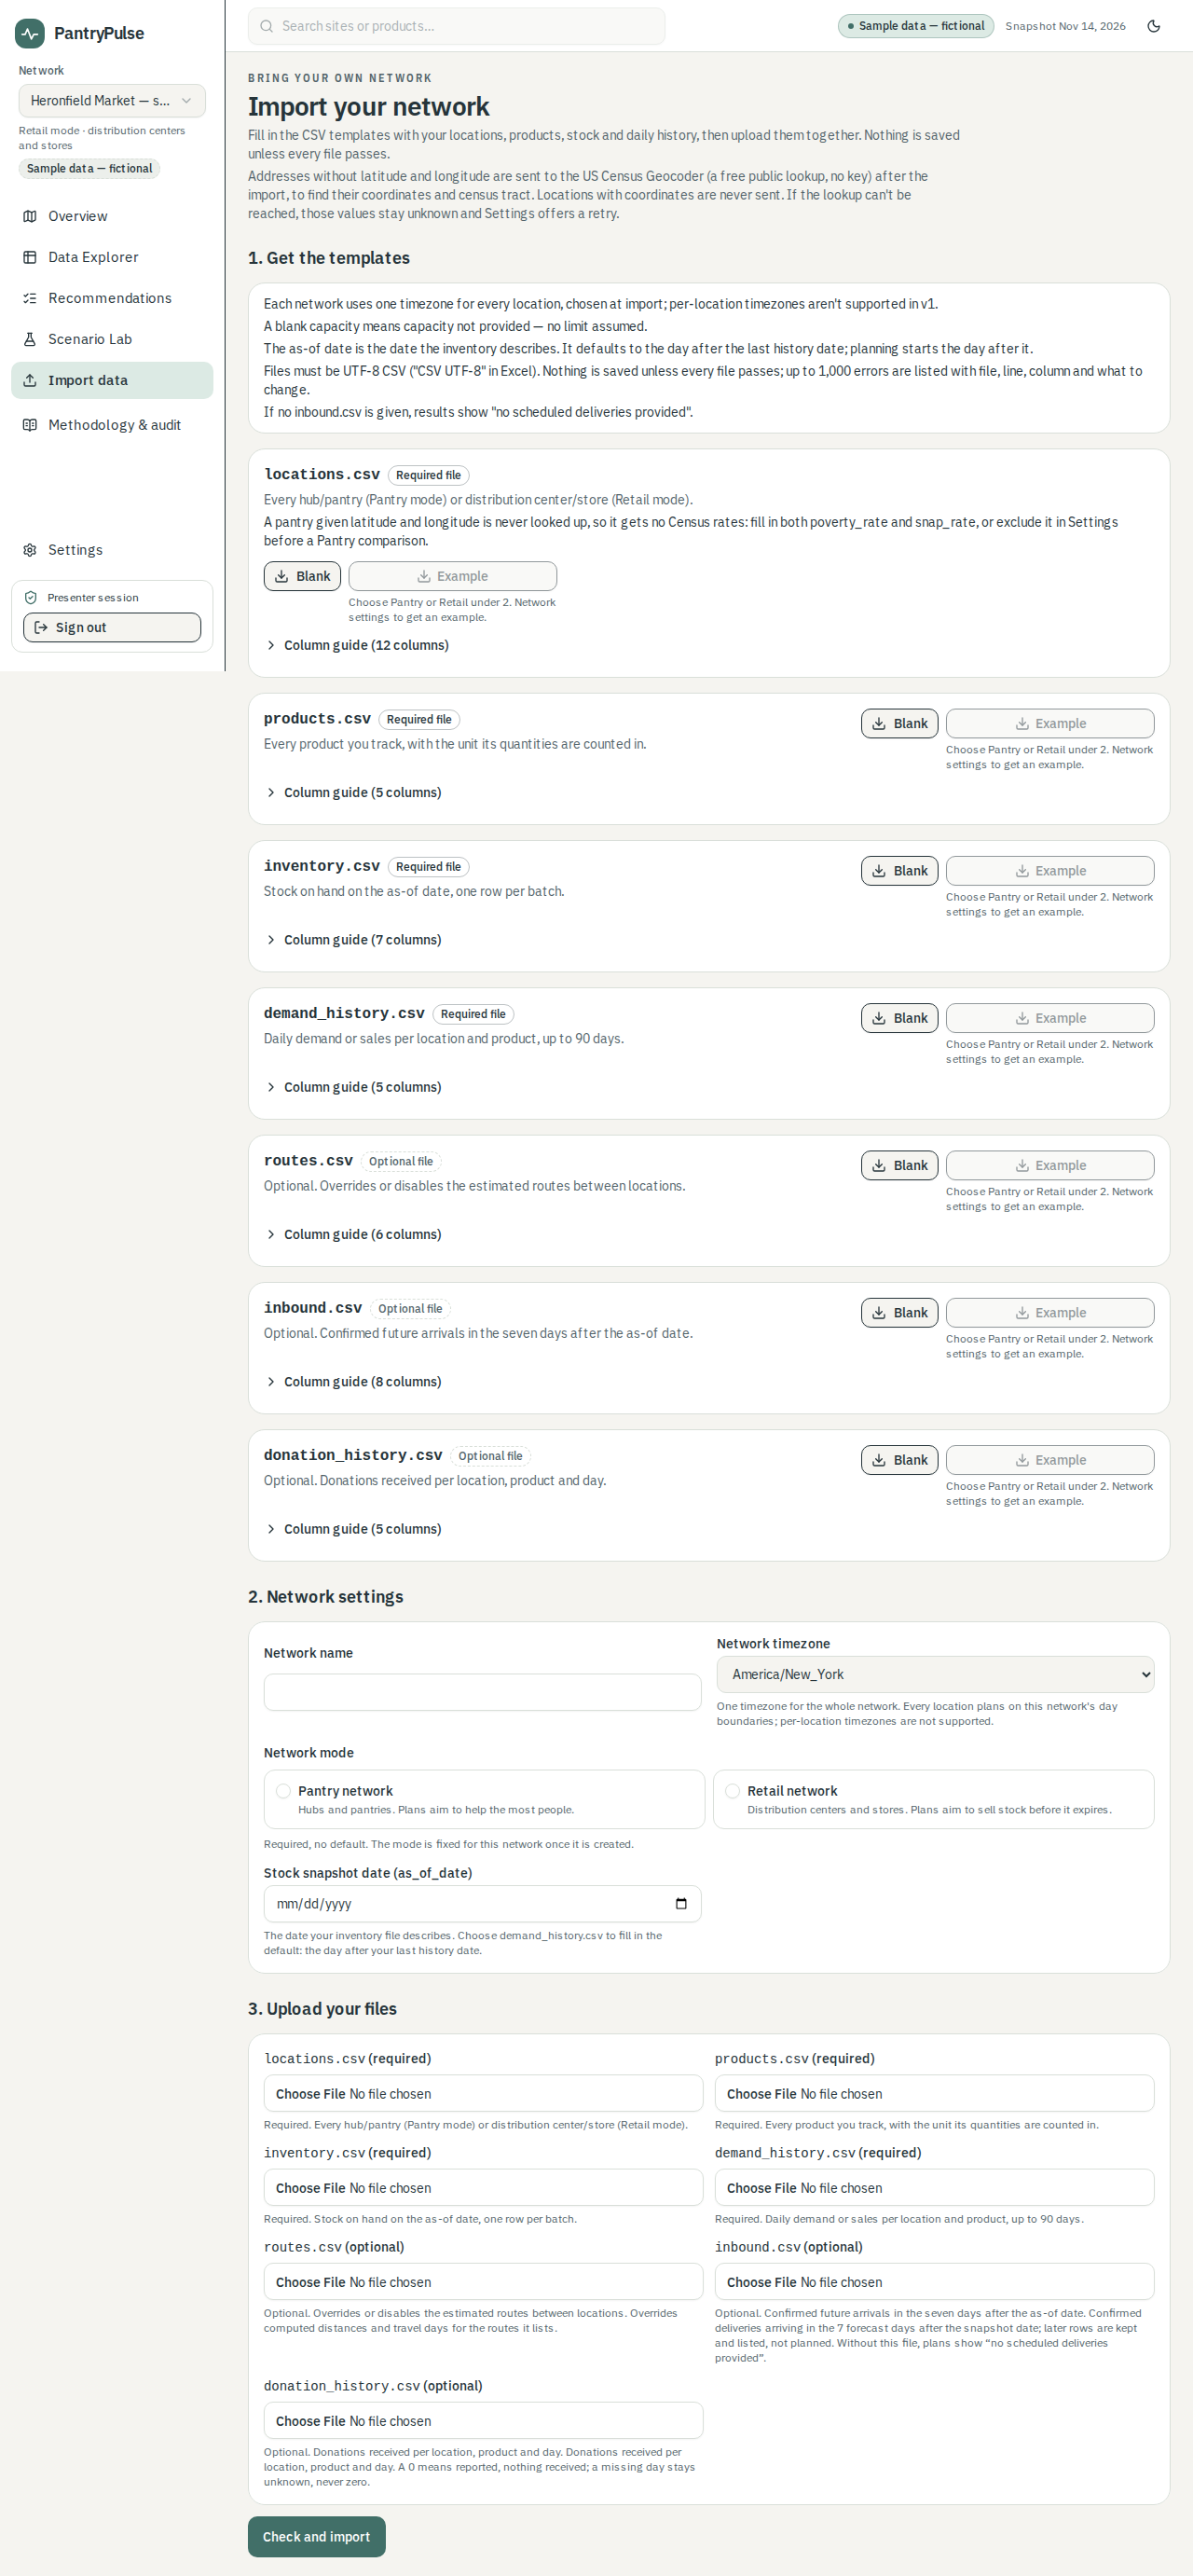 PantryPulse
Network
Heronfield Market — s...
Retail mode · distribution centers
and stores
Sample data — fictional
Overview
Data Explorer
Recommendations
Scenario Lab
Import data
Methodology & audit
Settings
Presenter session
Sign out
Search sites or products...
Sample data — fictional
Snapshot Nov 14, 2026
BRING YOUR OWN NETWORK
Import your network
Fill in the CSV templates with your locations, products, stock and daily history, then upload them together. Nothing is saved
unless every file passes.
Addresses without latitude and longitude are sent to the US Census Geocoder (a free public lookup, no key) after the
import, to find their coordinates and census tract. Locations with coordinates are never sent. If the lookup can't be
reached, those values stay unknown and Settings offers a retry.
1. Get the templates
Each network uses one timezone for every location, chosen at import; per-location timezones aren't supported in v1.
A blank capacity means capacity not provided — no limit assumed.
The as-of date is the date the inventory describes. It defaults to the day after the last history date; planning starts the day after it.
Files must be UTF-8 CSV ("CSV UTF-8" in Excel). Nothing is saved unless every file passes; up to 1,000 errors are listed with file, line, column and what to
change.
If no inbound.csv is given, results show "no scheduled deliveries provided".
locations.csv Required file
Every hub/pantry (Pantry mode) or distribution center/store (Retail mode).
A pantry given latitude and longitude is never looked up, so it gets no Census rates: fill in both poverty_rate and snap_rate, or exclude it in Settings
before a Pantry comparison.
Blank Example
Choose Pantry or Retail under 2. Network
settings to get an example.
Column guide (12 columns)
products.csv Required file
Blank Example
Every product you track, with the unit its quantities are counted in.
Choose Pantry or Retail under 2. Network
settings to get an example.
Column guide (5 columns)
inventory.csv Required file
Blank Example
Stock on hand on the as-of date, one row per batch.
Choose Pantry or Retail under 2. Network
settings to get an example.
Column guide (7 columns)
demand_history.csv Required file
Blank Example
Daily demand or sales per location and product, up to 90 days.
Choose Pantry or Retail under 2. Network
settings to get an example.
Column guide (5 columns)
routes.csv Optional file
Blank Example
Optional. Overrides or disables the estimated routes between locations.
Choose Pantry or Retail under 2. Network
settings to get an example.
Column guide (6 columns)
inbound.csv Optional file
Blank Example
Optional. Confirmed future arrivals in the seven days after the as-of date.
Choose Pantry or Retail under 2. Network
settings to get an example.
Column guide (8 columns)
donation_history.csv Optional file
Blank Example
Optional. Donations received per location, product and day.
Choose Pantry or Retail under 2. Network
settings to get an example.
Column guide (5 columns)
2. Network settings
Network name
Network timezone
America/New_York
One timezone for the whole network. Every location plans on this network's day
boundaries; per-location timezones are not supported.
Network mode
Pantry network
Hubs and pantries. Plans aim to help the most people.
Retail network
Distribution centers and stores. Plans aim to sell stock before it expires.
Required, no default. The mode is fixed for this network once it is created.
Stock snapshot date (as_of_date)
mm/dd/yyyy
The date your inventory file describes. Choose demand_history.csv to fill in the
default: the day after your last history date.
3. Upload your files
locations.csv (required)
Choose File No file chosen
Required. Every hub/pantry (Pantry mode) or distribution center/store (Retail mode).
products.csv (required)
Choose File No file chosen
Required. Every product you track, with the unit its quantities are counted in.
inventory.csv (required)
Choose File No file chosen
Required. Stock on hand on the as-of date, one row per batch.
demand_history.csv (required)
Choose File No file chosen
Required. Daily demand or sales per location and product, up to 90 days.
routes.csv (optional)
Choose File No file chosen
Optional. Overrides or disables the estimated routes between locations. Overrides
computed distances and travel days for the routes it lists.
inbound.csv (optional)
Choose File No file chosen
Optional. Confirmed future arrivals in the seven days after the as-of date. Confirmed
deliveries arriving in the 7 forecast days after the snapshot date; later rows are kept
and listed, not planned. Without this file, plans show “no scheduled deliveries
provided”.
donation_history.csv (optional)
Choose File No file chosen
Optional. Donations received per location, product and day. Donations received per
location, product and day. A 0 means reported, nothing received; a missing day stays
unknown, never zero.
Check and import